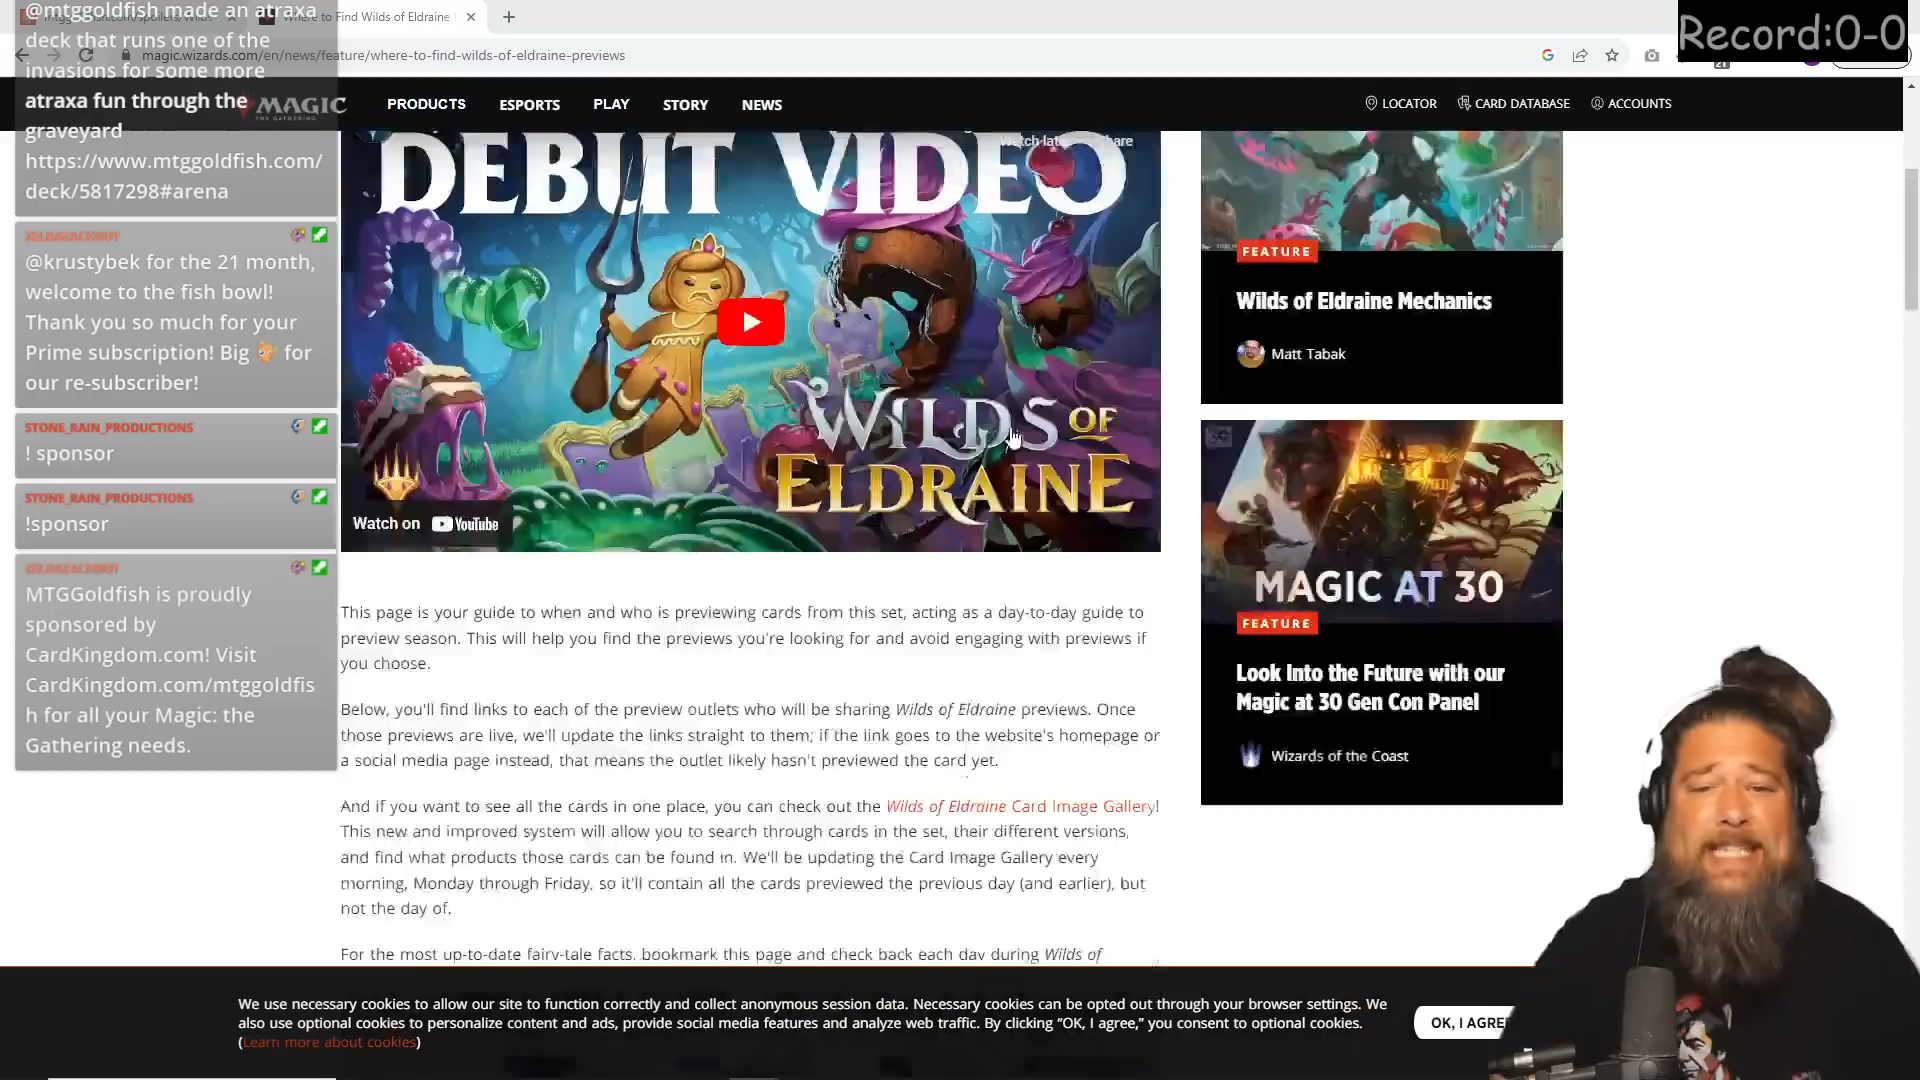 mtggoldfish.com/spoilers/Wilds
Where to Find Wilds of Eldraine
magic.wizards.com/en/news/feature/where-to-find-wilds-of-eldraine-previews
Record:0-0
21
@mtggoldfish made an atraxa
deck that runs one of the
invasions for some more
atraxa fun through the
graveyard
https://www.mtggoldfish.com/
deck/5817298#arena
@krustybek for the 21 month,
welcome to the fish bowl!
Thank you so much for your
Prime subscription! Big for
our re-subscriber!
STONE_RAIN_PRODUCTIONS
! sponsor
STONE_RAIN_PRODUCTIONS
!sponsor
MTGGoldfish is proudly
sponsored by
CardKingdom.com! Visit
CardKingdom.com/mtggoldfis
h for all your Magic: the
Gathering needs.
MAGIC
THE GATHERING
PRODUCTS
ESPORTS
PLAY
STORY
NEWS
LOCATOR
CARD DATABASE
ACCOUNTS
Watch late
are
DEBUT VIDEO
WILDS OF
ELDRAINE
Watch on YouTube
This page is your guide to when and who is previewing cards from this set, acting as a day-to-day guide to
preview season. This will help you find the previews you're looking for and avoid engaging with previews if
you choose.
Below, you'll find links to each of the preview outlets who will be sharing Wilds of Eldraine previews. Once
those previews are live, we'll update the links straight to them; if the link goes to the website's homepage or
a social media page instead, that means the outlet likely hasn't previewed the card yet.
And if you want to see all the cards in one place, you can check out the Wilds of Eldraine Card Image Gallery!
This new and improved system will allow you to search through cards in the set, their different versions,
and find what products those cards can be found in. We'll be updating the Card Image Gallery every
morning, Monday through Friday, so it'll contain all the cards previewed the previous day (and earlier), but
not the day of.
For the most up-to-date fairy-tale facts, bookmark this page and check back each day during Wilds of
FEATURE
Wilds of Eldraine Mechanics
Matt Tabak
MAGIC AT 30
FEATURE
Look Into the Future with our
Magic at 30 Gen Con Panel
Wizards of the Coast
We use necessary cookies to allow our site to function correctly and collect anonymous session data. Necessary cookies can be opted out through your browser settings. We
also use optional cookies to personalize content and ads, provide social media features and analyze web traffic. By clicking “OK, I agree,” you consent to optional cookies.
(Learn more about cookies)
OK, I AGRE